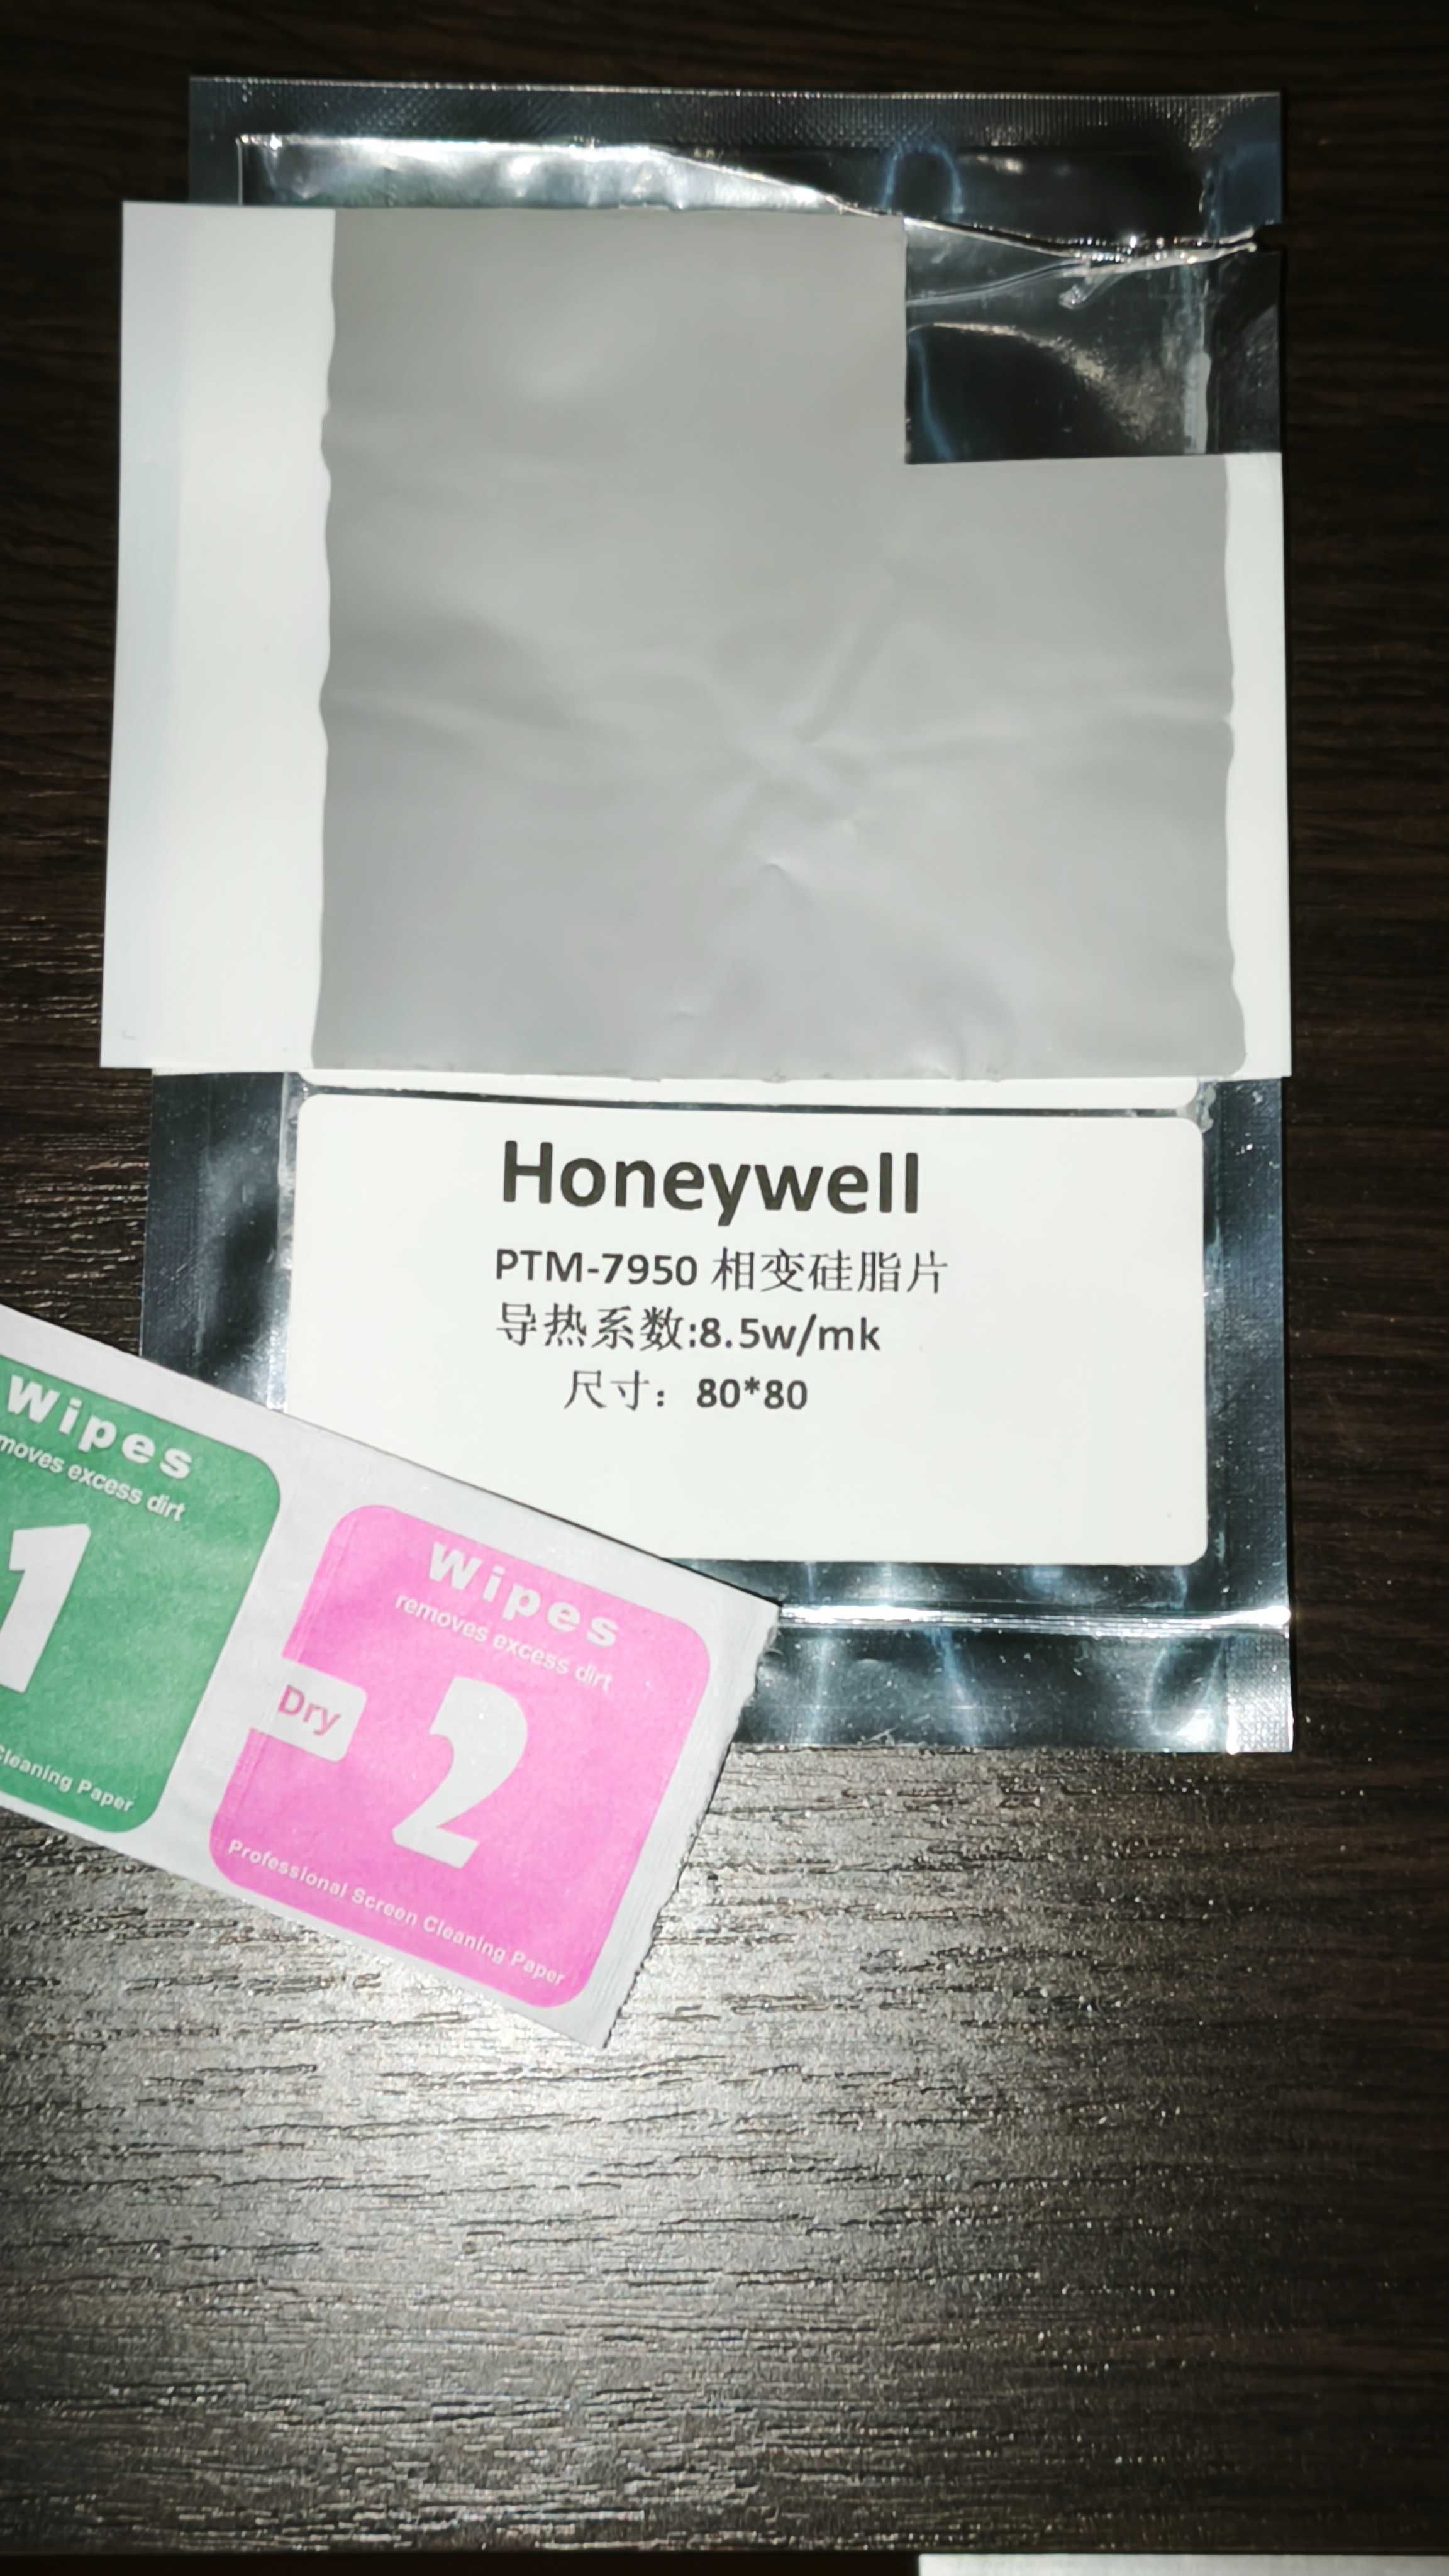 Honeywell
PTM-7950 相变硅脂片
导热系数:8.5w/mk
尺寸：80*80
Wipes
moves excess dirt
1
Cleaning Paper
Wipes
removes excess dirt
Dry
2
Professional Screen Cleaning Paper